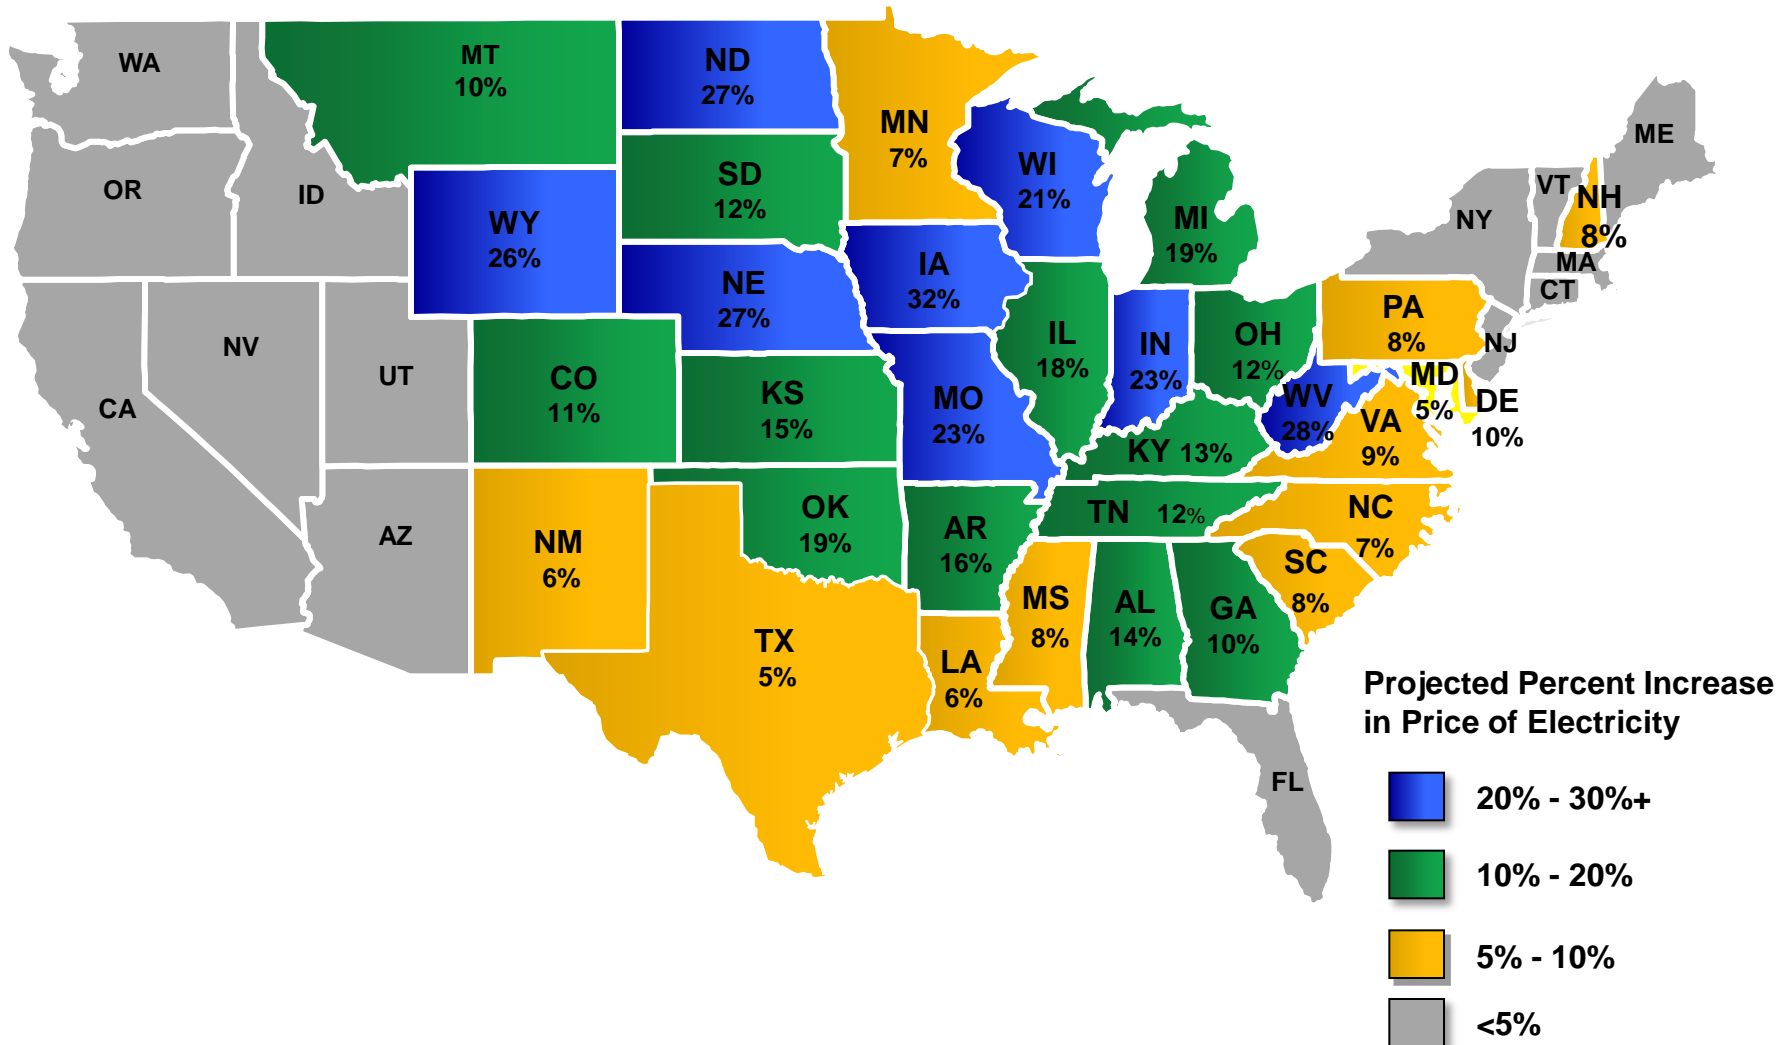 WA
MT
10%
ND
27%
MN
7%
OR
ID
WY
26%
SD
12%
WI
21%
MI
19%
ME
VT
NH
8%
NY
MA
CT
NE
27%
IA
32%
IL
18%
IN
23%
OH
12%
PA
8%
NJ
MD
5%
DE
10%
CA
NV
UT
CO
11%
KS
15%
MO
23%
KY 13%
WV
28%
VA
9%
AZ
NM
6%
OK
19%
AR
16%
TN 12%
NC
7%
SC
8%
TX
5%
LA
6%
MS
8%
AL
14%
GA
10%
FL
Projected Percent Increase
in Price of Electricity
20% - 30%+
10% - 20%
5% - 10%
<5%